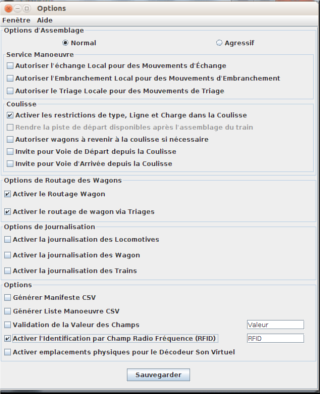 Options
Fenêtre Aide
Options d'Assemblage
Normal Agressif
Service Manoeuvre
Autoriser l'échange Local pour des Mouvements d'Échange
Autoriser l'Embranchement Local pour des Mouvements d'Embranchement
Autoriser le Triage Locale pour des Mouvements de Triage
Coulisse
Activer les restrictions de type, Ligne et Charge dans la Coulisse
Rendre la piste de départ disponibles après l'assemblage du train
Autoriser wagons à revenir à la coulisse si nécessaire
Invite pour Voie de Départ depuis la Coulisse
Invite pour Voie d'Arrivée depuis la Coulisse
Options de Routage des Wagons
Activer le Routage Wagon
Activer le routage de wagon via Triages
Options de Journalisation
Activer la journalisation des Locomotives
Activer la journalisation des Wagon
Activer la journalisation des Trains
Options
Générer Manifeste CSV
Générer Liste Manoeuvre CSV
Validation de la Valeur des Champs Valeur
Activer l'Identification par Champ Radio Fréquence (RFID) RFID
Activer emplacements physiques pour le Décodeur Son Virtuel
Sauvegarder